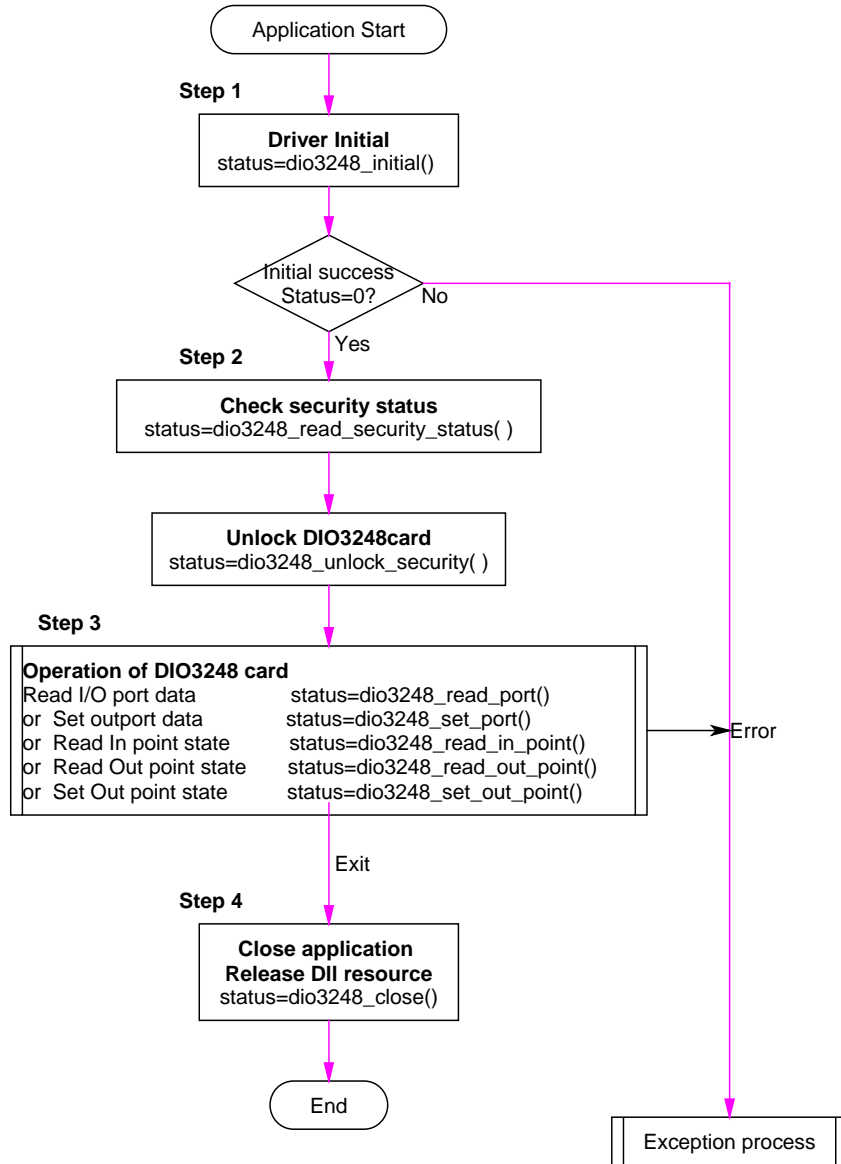 Application Start
Step 1
Driver Initial
status=dio3248_initial()
Initial success
Status=0?
No
Yes
Step 2
Check security status
status=dio3248_read_security_status( )
Unlock DIO3248card
status=dio3248_unlock_security( )
Step 3
Operation of DIO3248 card
Read I/O port data status=dio3248_read_port()
or Set outport data status=dio3248_set_port()
or Read In point state status=dio3248_read_in_point()
or Read Out point state status=dio3248_read_out_point()
or Set Out point state status=dio3248_set_out_point()
Error
Exit
Step 4
Close application
Release Dll resource
status=dio3248_close()
End
Exception process